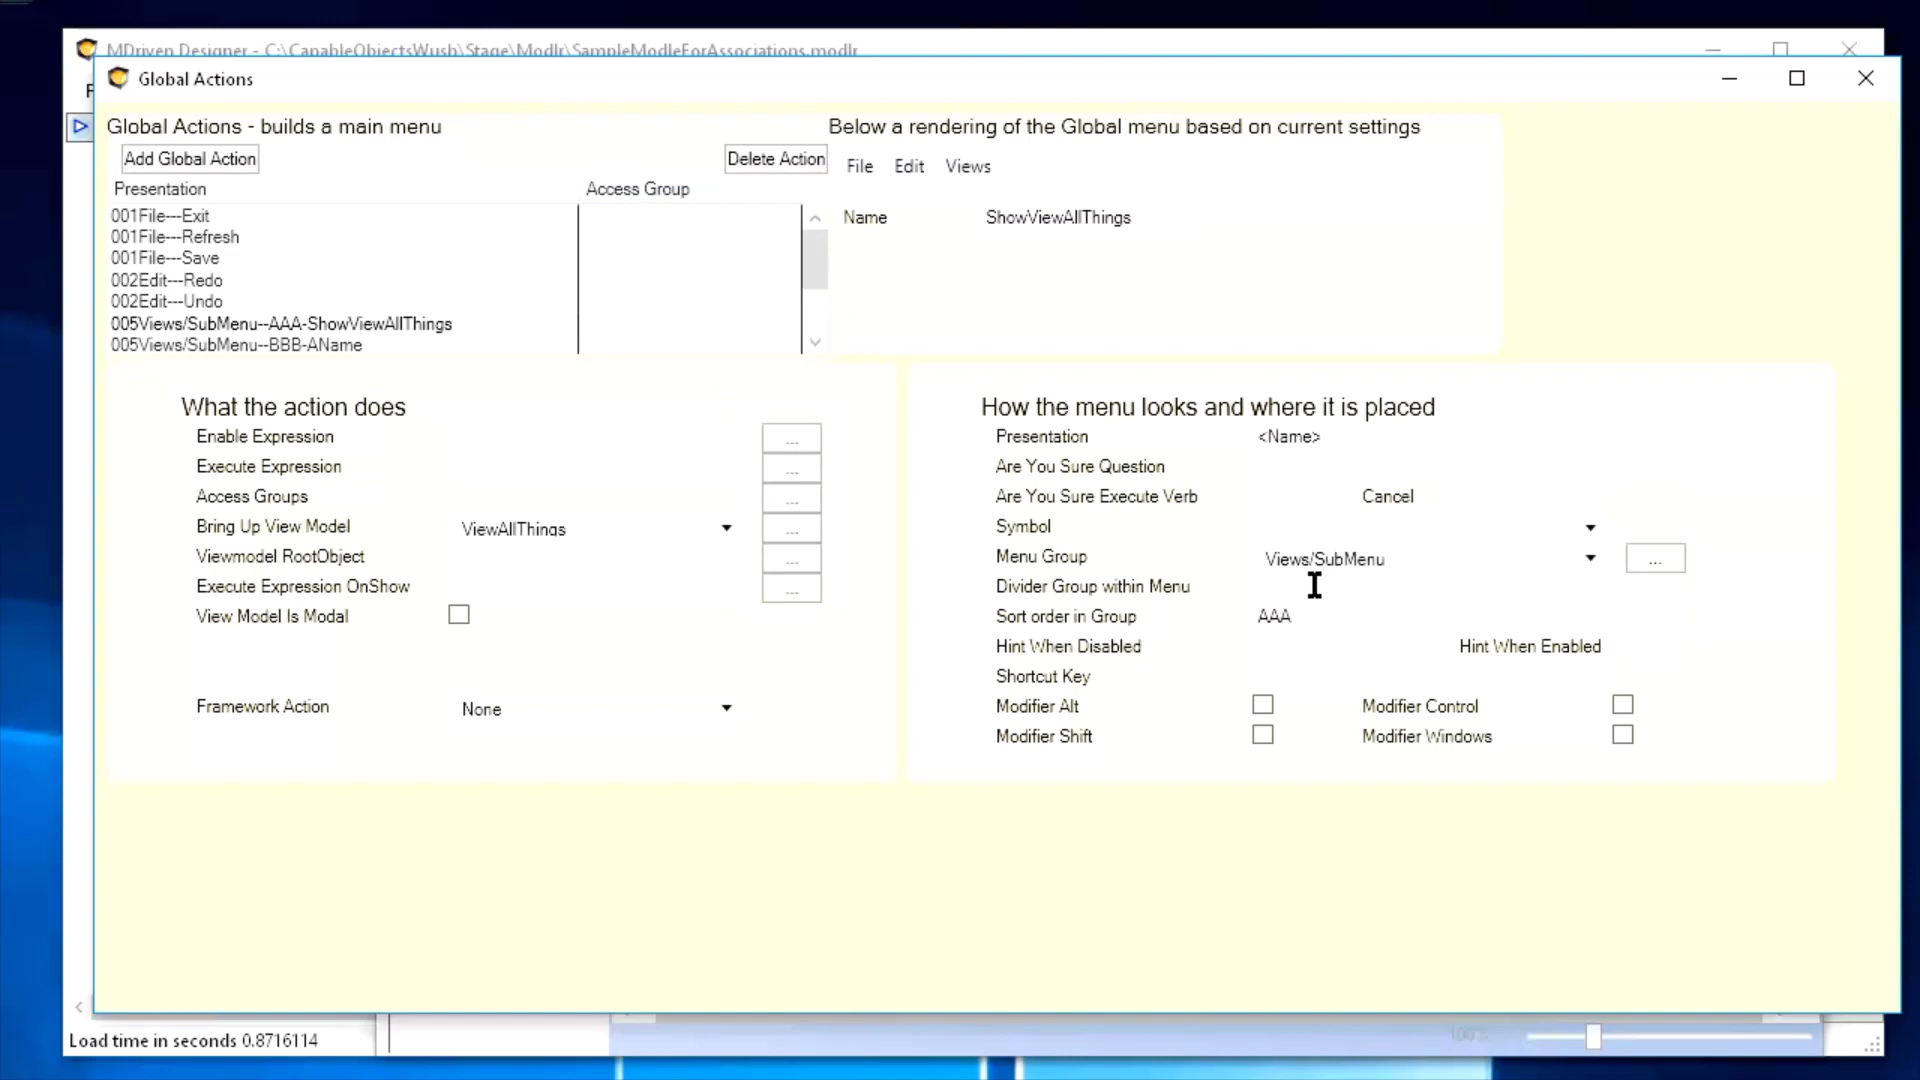 MDriven Designer - C:\CapableObjectsWush\Stage\Modlr\SampleModleForAssociations.modlr
Global Actions
F
Global Actions - builds a main menu
Below a rendering of the Global menu based on current settings
Add Global Action
Delete Action
File Edit Views
Presentation
Access Group
001File---Exit
001File---Refresh
001File---Save
002Edit---Redo
002Edit---Undo
005Views/SubMenu--AAA-ShowViewAllThings
005Views/SubMenu--BBB-AName
Name
ShowViewAllThings
What the action does
Enable Expression
...
Execute Expression
...
Access Groups
...
Bring Up View Model
ViewAllThings
...
Viewmodel RootObject
...
Execute Expression OnShow
...
View Model Is Modal
Framework Action
None
How the menu looks and where it is placed
Presentation
<Name>
Are You Sure Question
Are You Sure Execute Verb
Cancel
Symbol
Menu Group
Views/SubMenu
...
Divider Group within Menu
Sort order in Group
AAA
Hint When Disabled
Hint When Enabled
Shortcut Key
Modifier Alt
Modifier Control
Modifier Shift
Modifier Windows
Load time in seconds 0.8716114
100%